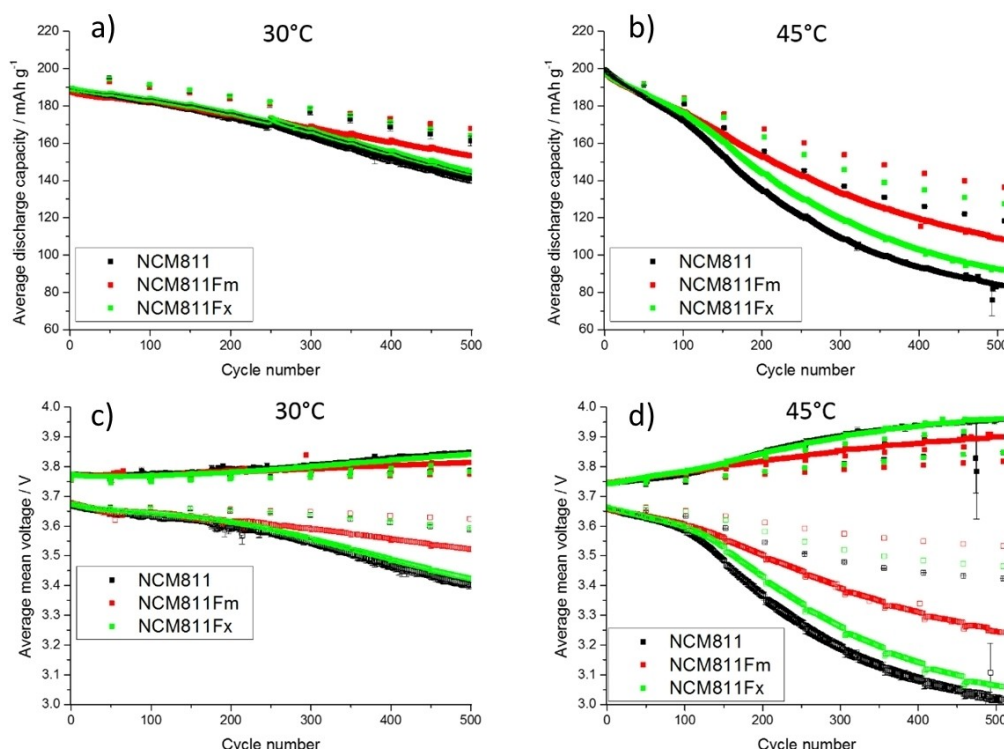 a)
30°C
220
200
180
160
140
120
100
80
60
Average discharge capacity / mAh g⁻¹
NCM811
NCM811Fm
NCM811Fx
0 100 200 300 400 500
Cycle number
b)
45°C
220
200
180
160
140
120
100
80
60
Average discharge capacity / mAh g⁻¹
NCM811
NCM811Fm
NCM811Fx
0 100 200 300 400 500
Cycle number
c)
30°C
4.0
3.9
3.8
3.7
3.6
3.5
3.4
3.3
3.2
3.1
3.0
Average mean voltage / V
NCM811
NCM811Fm
NCM811Fx
0 100 200 300 400 500
Cycle number
d)
45°C
4.0
3.9
3.8
3.7
3.6
3.5
3.4
3.3
3.2
3.1
3.0
Average mean voltage / V
NCM811
NCM811Fm
NCM811Fx
0 100 200 300 400 500
Cycle number